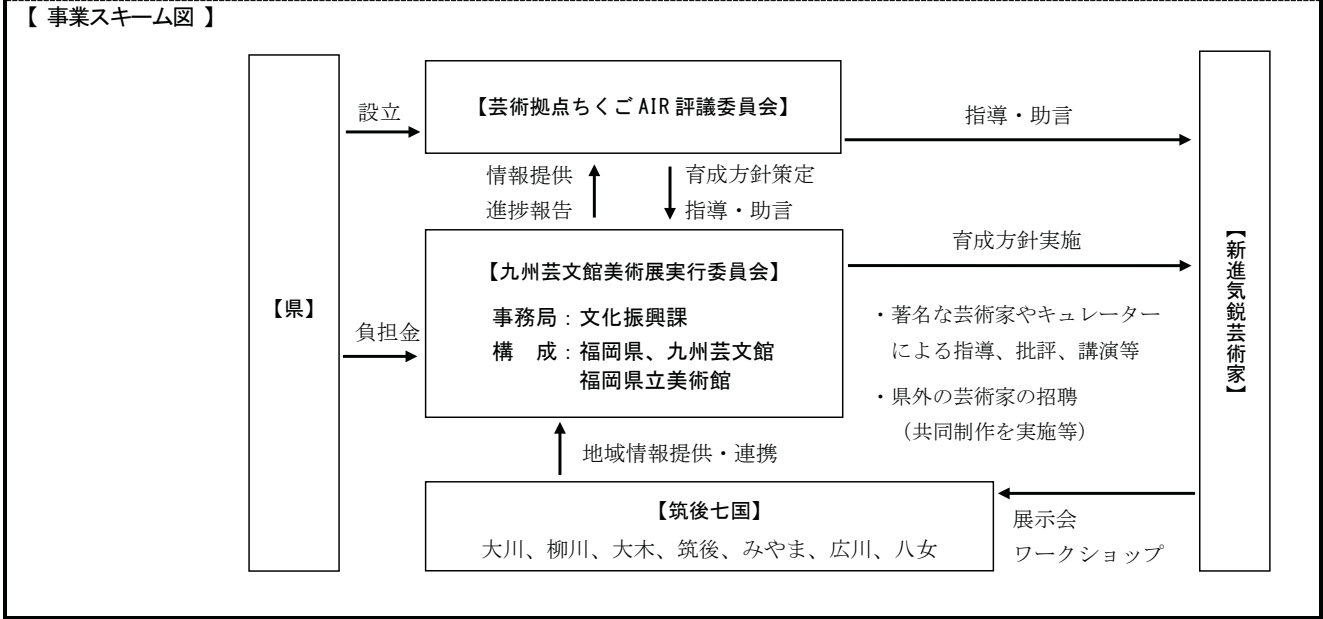 【 事業スキーム図 】
【県】
設立
【芸術拠点ちくご AIR 評議委員会】
指導・助言
情報提供
進捗報告
育成方針策定
指導・助言
負担金
【九州芸文館美術展実行委員会】
事務局：文化振興課
構　成：福岡県、九州芸文館
福岡県立美術館
育成方針実施
・著名な芸術家やキュレーター
による指導、批評、講演等
・県外の芸術家の招聘
（共同制作を実施等）
【新進気鋭芸術家】
地域情報提供・連携
【筑後七国】
大川、柳川、大木、筑後、みやま、広川、八女
展示会
ワークショップ